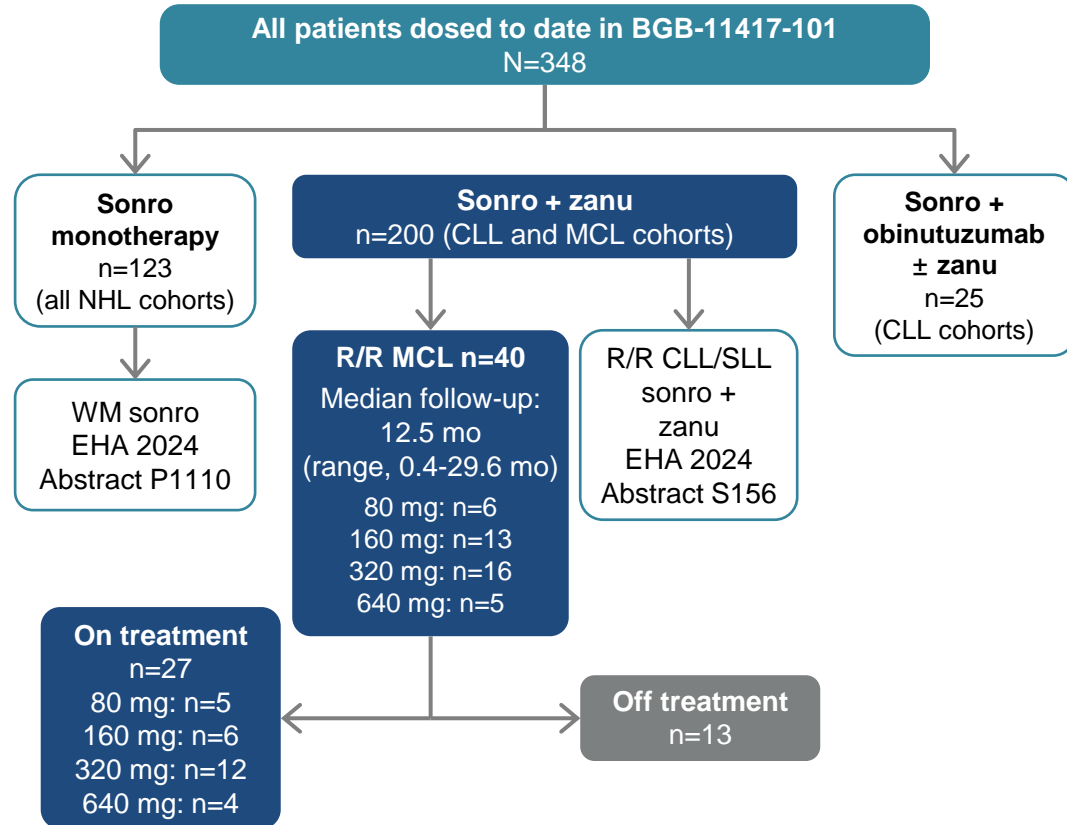 All patients dosed to date in BGB-11417-101
N=348
Sonro
monotherapy
n=123
(all NHL cohorts)
Sonro + zanu
n=200 (CLL and MCL cohorts)
Sonro +
obinutuzumab
± zanu
n=25
(CLL cohorts)
WM sonro
EHA 2024
Abstract P1110
R/R MCL n=40
Median follow-up:
12.5 mo
(range, 0.4-29.6 mo)
80 mg: n=6
160 mg: n=13
320 mg: n=16
640 mg: n=5
R/R CLL/SLL
sonro +
zanu
EHA 2024
Abstract S156
On treatment
n=27
80 mg: n=5
160 mg: n=6
320 mg: n=12
640 mg: n=4
Off treatment
n=13